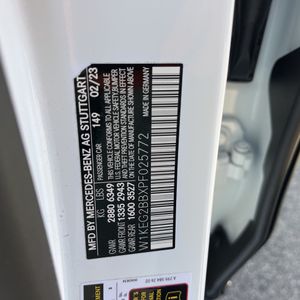 MFD BY MERCEDES-BENZ AG STUTTGART
PASSENGER CAR 149 02/23
KG LBS
GVWR 2880 6349
GAWR 1335 2943
GAWR 1600 3527
THIS VEHICLE CONFORMS TO ALL APPLICABLE
U.S. FEDERAL MOTOR VEHICLE SAFETY/BUMPER
AND THEFT PREVENTION STANDARDS IN EFFECT
ON THE DATE OF MANUFACTURE SHOWN ABOVE
W1KEG2BBXPF025772
MADE IN GERMANY